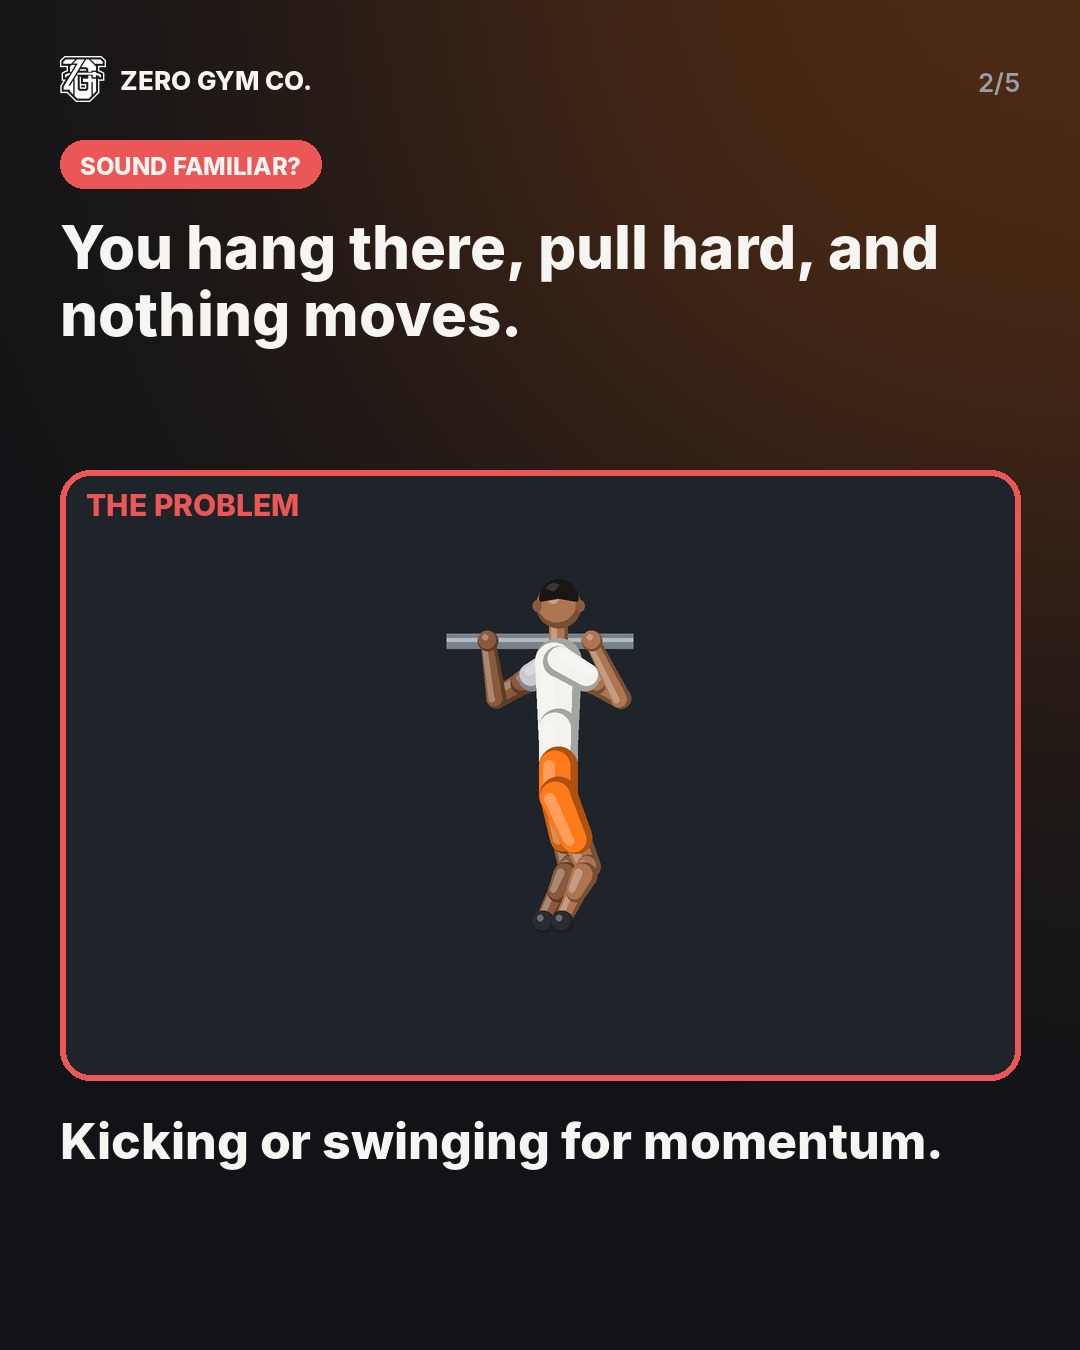 ZERO GYM CO.
2/5
SOUND FAMILIAR?
You hang there, pull hard, and
nothing moves.
THE PROBLEM
Kicking or swinging for momentum.